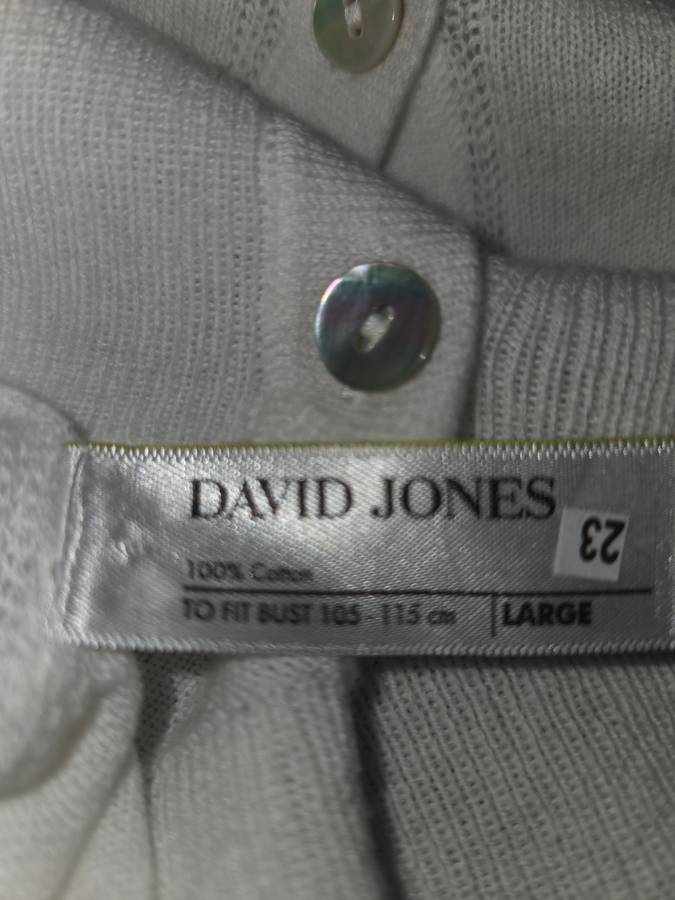 DAVID JONES
23
100% Cotton
TO FIT BUST 105 - 115 cm LARGE